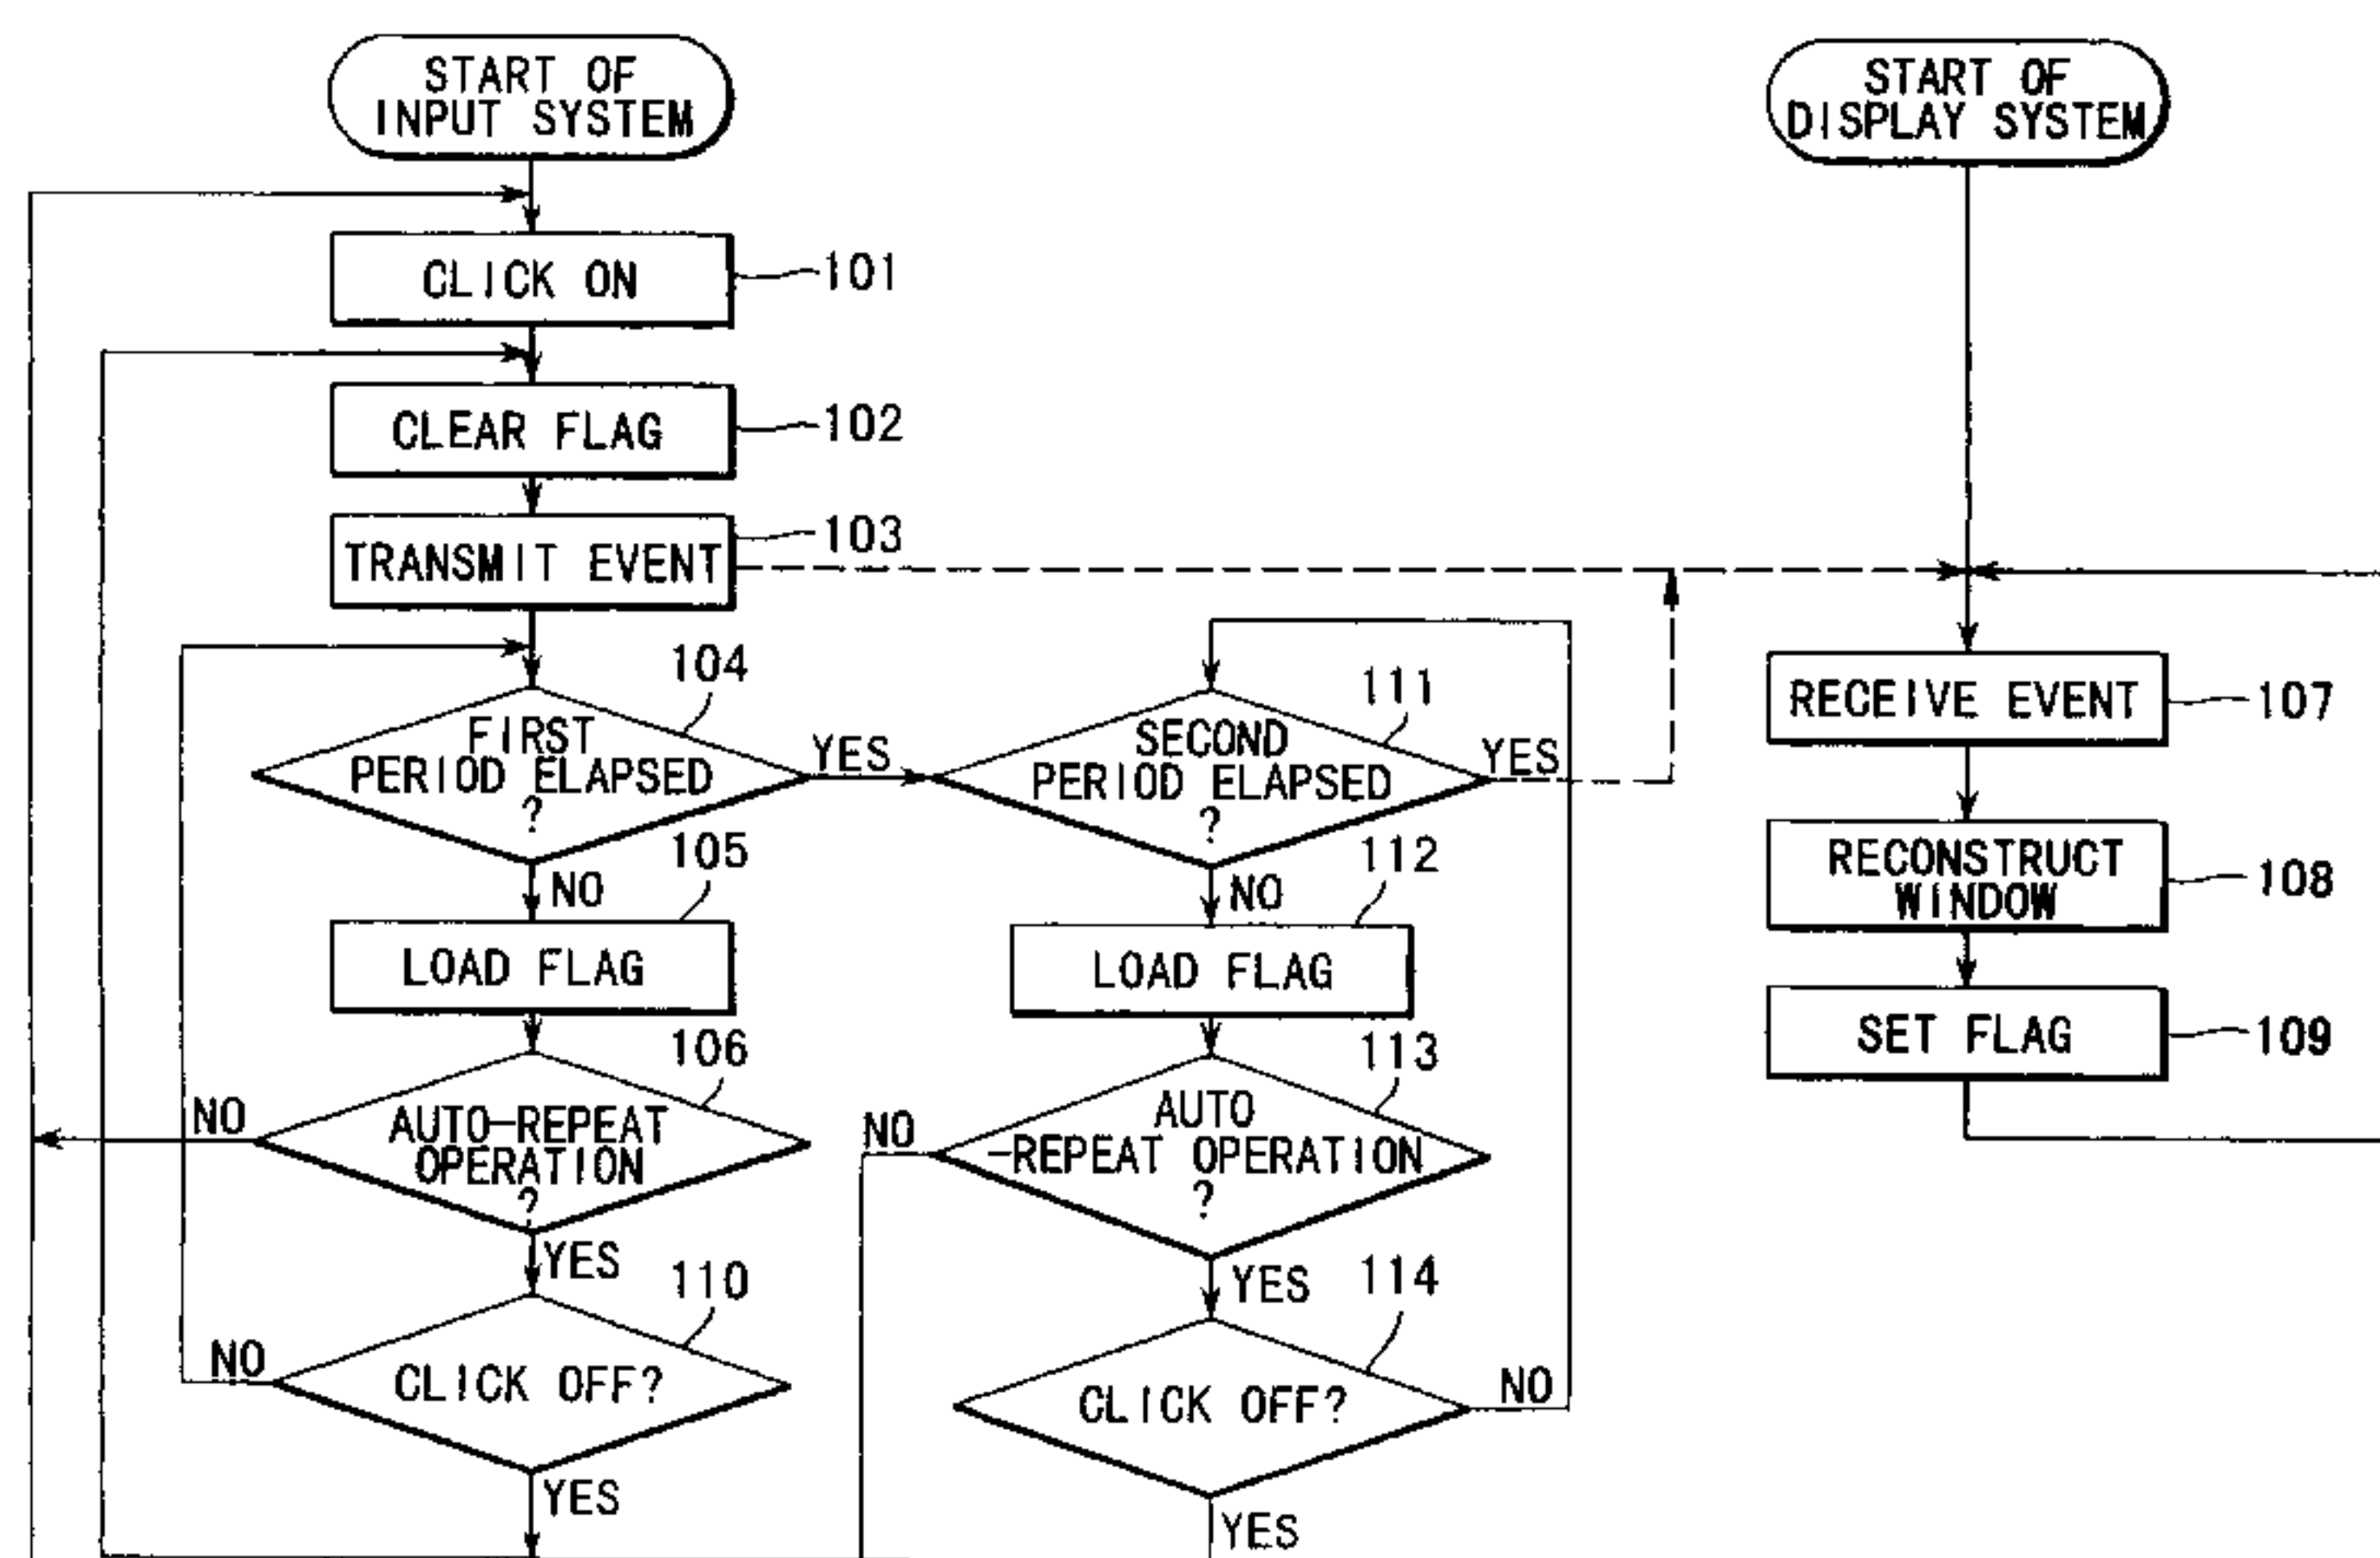 START OF
INPUT SYSTEM
CLICK ON
101
CLEAR FLAG
102
TRANSMIT EVENT
103
104
FIRST
PERIOD ELAPSED
?
YES
NO
105
LOAD FLAG
106
AUTO-REPEAT
OPERATION
?
NO
YES
110
CLICK OFF?
NO
YES
111
SECOND
PERIOD ELAPSED
?
YES
NO
112
LOAD FLAG
113
AUTO
-REPEAT OPERATION
?
NO
YES
114
CLICK OFF?
NO
YES
START OF
DISPLAY SYSTEM
RECEIVE EVENT
107
RECONSTRUCT
WINDOW
108
SET FLAG
109